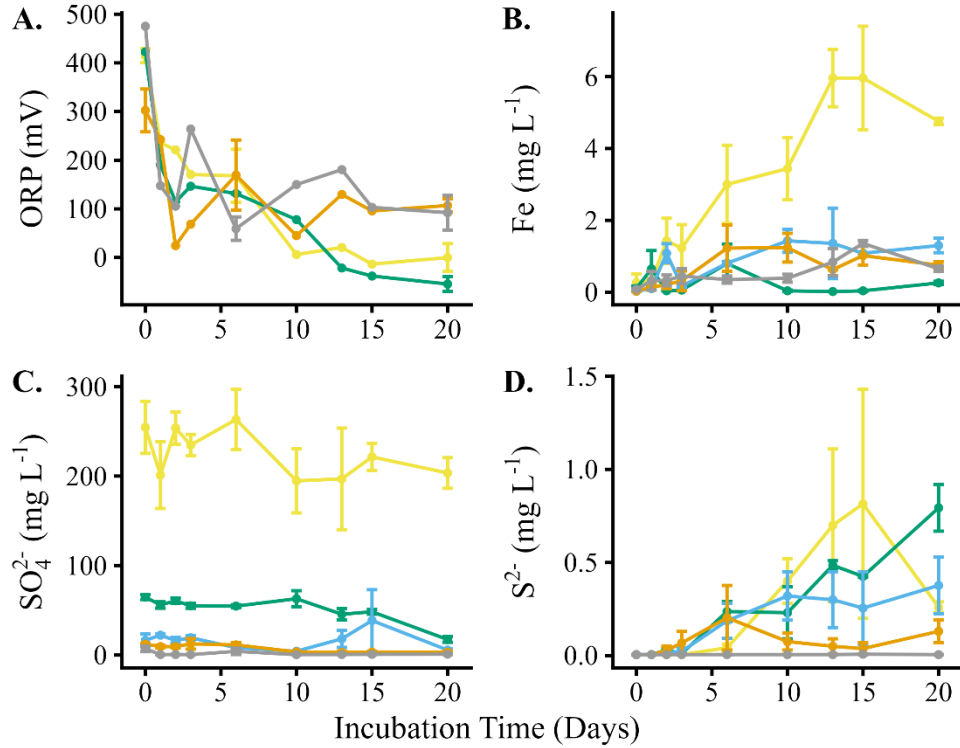 A.
500
400
300
200
100
0
ORP (mV)
0 5 10 15 20
B.
6
4
2
0
Fe (mg L⁻¹)
0 5 10 15 20
C.
300
200
100
0
SO₄²⁻ (mg L⁻¹)
0 5 10 15 20
D.
1.5
1.0
0.5
0.0
S²⁻ (mg L⁻¹)
0 5 10 15 20
Incubation Time (Days)